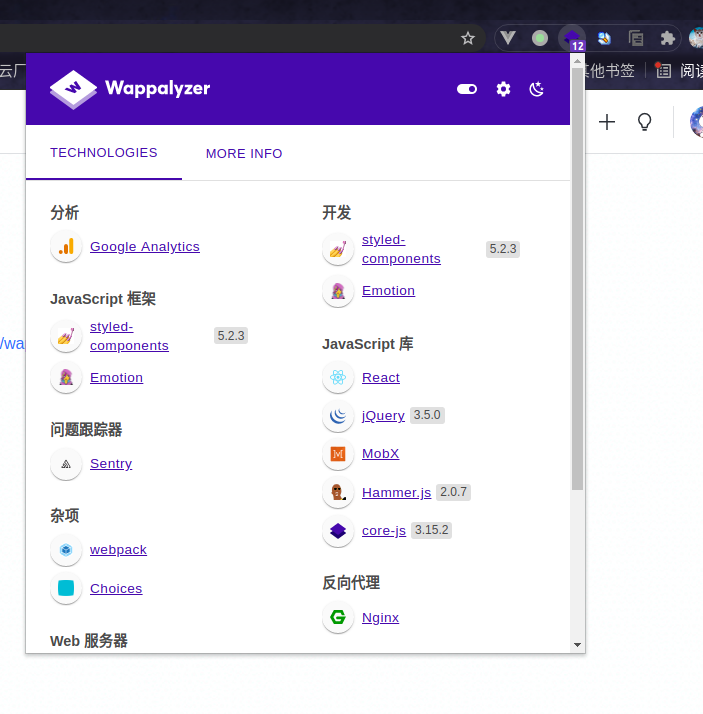 12
云厂
其他书签
阅读
Wappalyzer
TECHNOLOGIES
MORE INFO
分析
Google Analytics
JavaScript 框架
styled-
components
5.2.3
Emotion
问题跟踪器
Sentry
杂项
webpack
Choices
Web 服务器
开发
styled-
components
5.2.3
Emotion
JavaScript 库
React
jQuery
3.5.0
MobX
Hammer.js
2.0.7
core-js
3.15.2
反向代理
Nginx
/wa